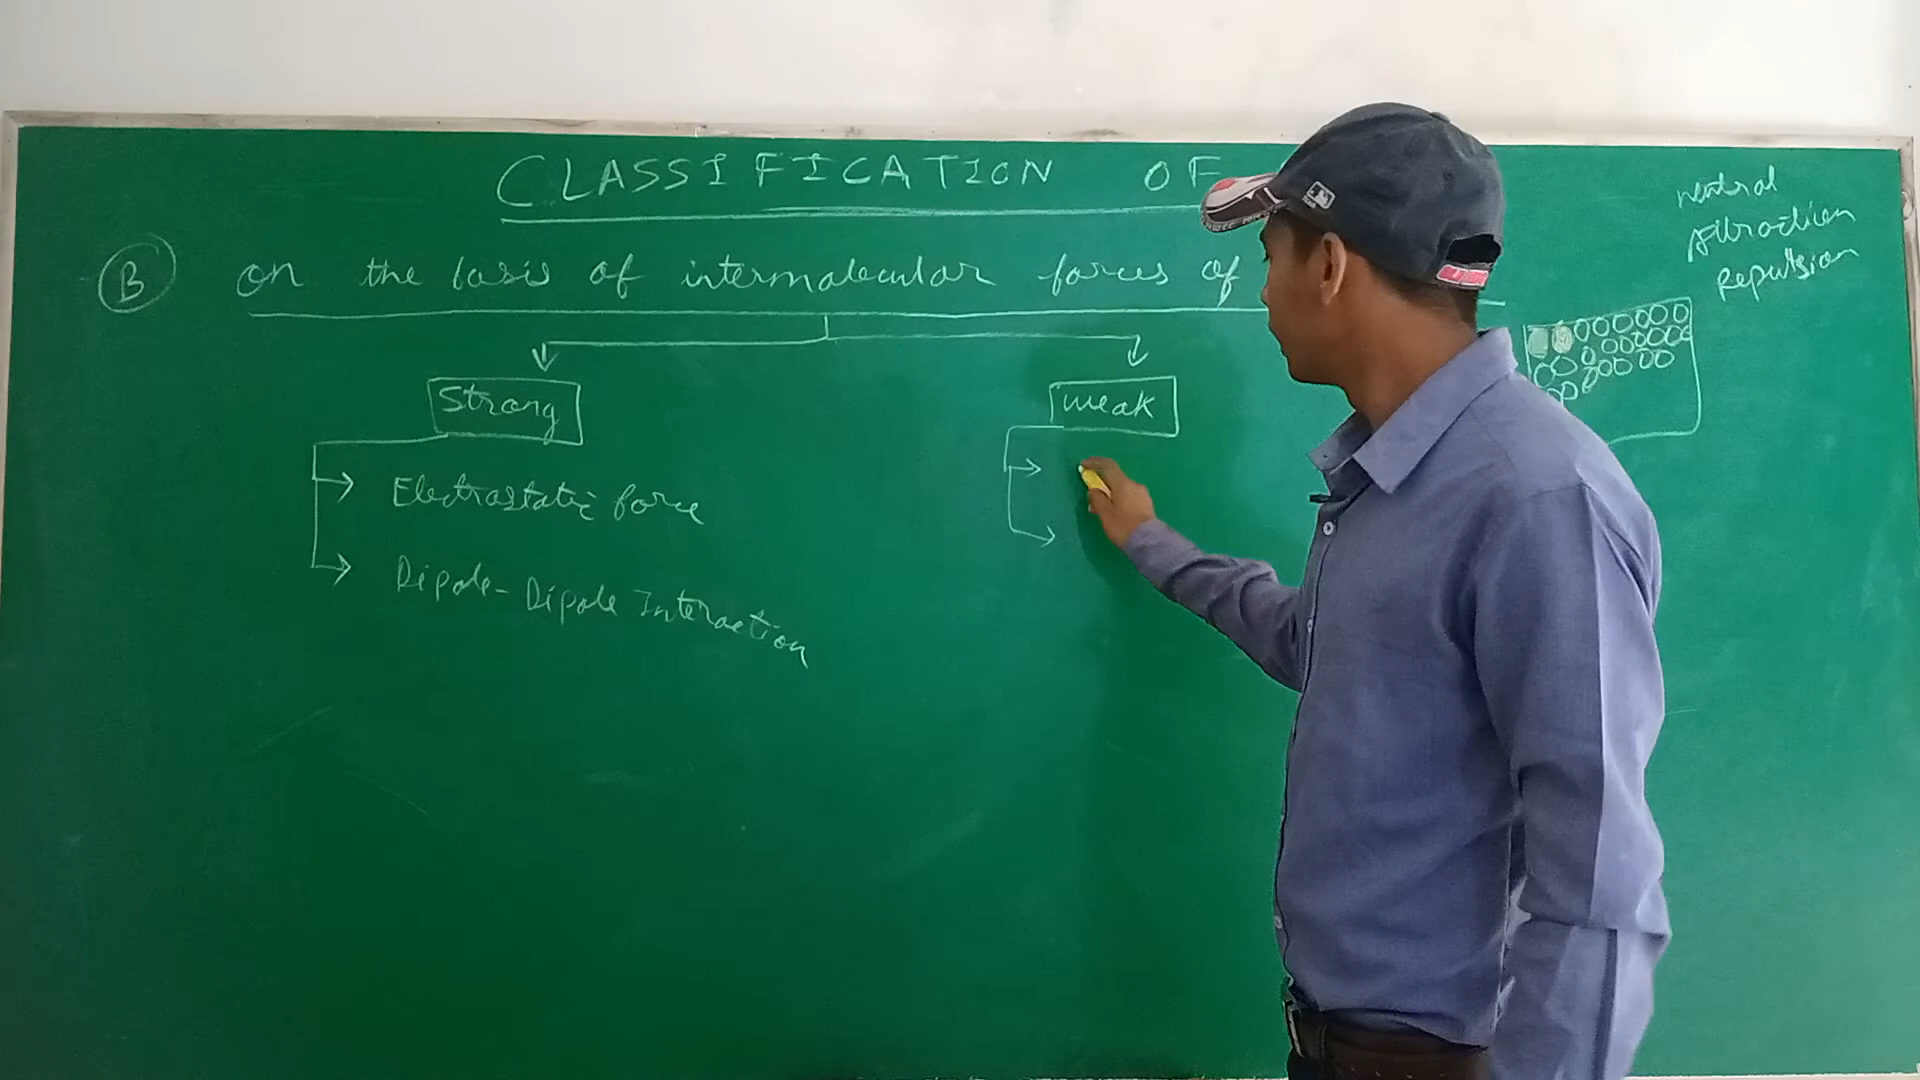 CLASSIFICATION OF
B on the basis of intermolecular forces of
Strong
Electrostatic force
Dipole-Dipole Interaction
weak
neutral
Attraction
Repulsion